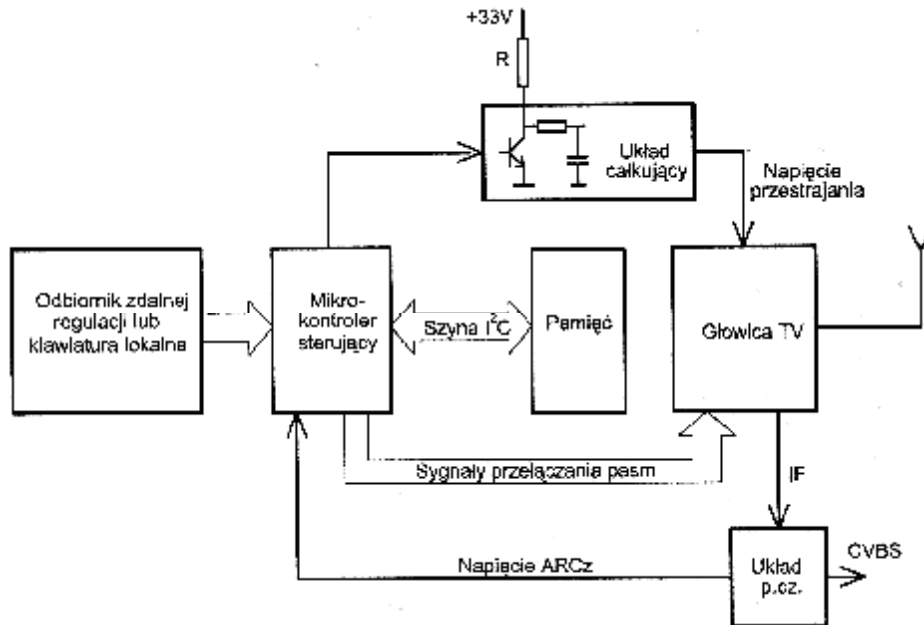 +33V
R
Układ
całkujący
Napięcie
przestrajania
Odbiornik zdalnej
regulacji lub
klawiatura lokalna
Mikro-
kontroler
sterujący
Szyna I²C
Pamięć
Głowica TV
Sygnały przełączania pasm
IF
Napięcie ARCz
Układ
p.cz.
CVBS